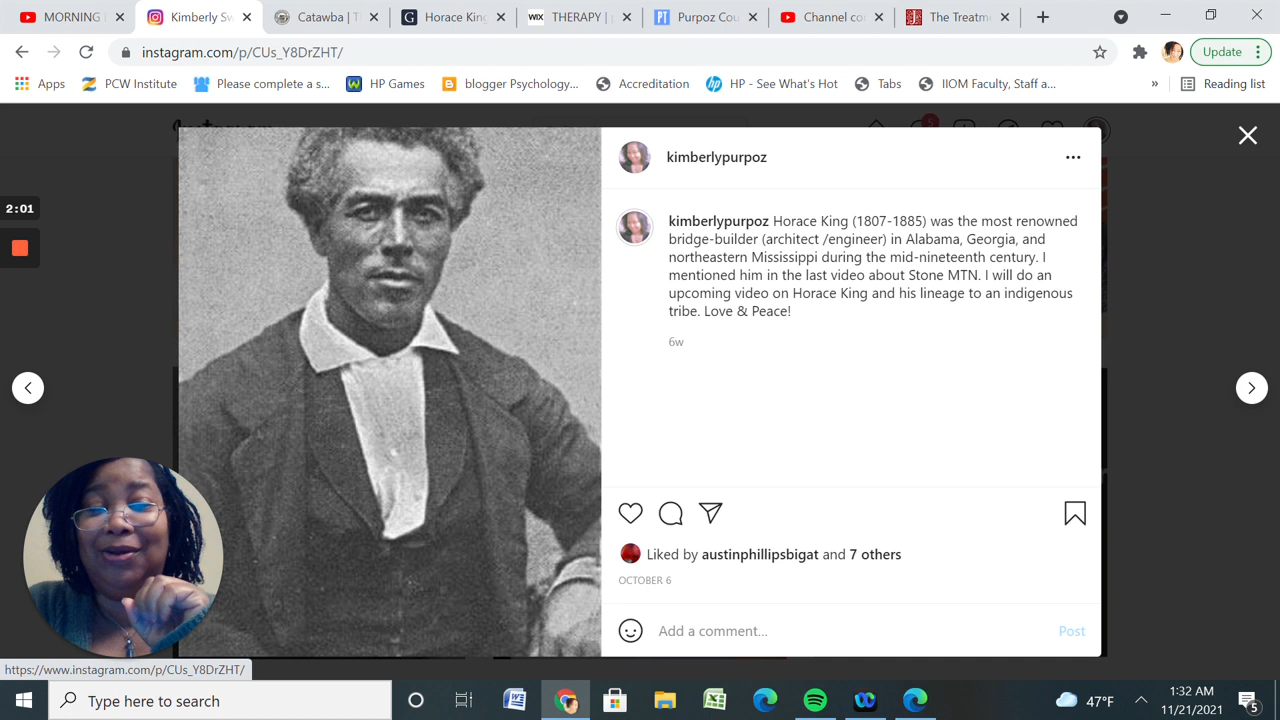 MORNING
Kimberly Sw
Catawba | T
Horace King
WIX
THERAPY |
PT
Purpoz Cou
Channel co
The Treatm
instagram.com/p/CUs_Y8DrZHT/
Update
Apps
PCW Institute
Please complete a s...
HP Games
blogger Psychology...
Accreditation
HP - See What's Hot
Tabs
IIOM Faculty, Staff a...
»
Reading list
5
kimberlypurpoz
2:01
kimberlypurpoz Horace King (1807-1885) was the most renowned
bridge-builder (architect /engineer) in Alabama, Georgia, and
northeastern Mississippi during the mid-nineteenth century. I
mentioned him in the last video about Stone MTN. I will do an
upcoming video on Horace King and his lineage to an indigenous
tribe. Love & Peace!
6w
Liked by austinphillipsbigat and 7 others
OCTOBER 6
Add a comment...
Post
https://www.instagram.com/p/CUs_Y8DrZHT/
Type here to search
47°F
1:32 AM
11/21/2021
5